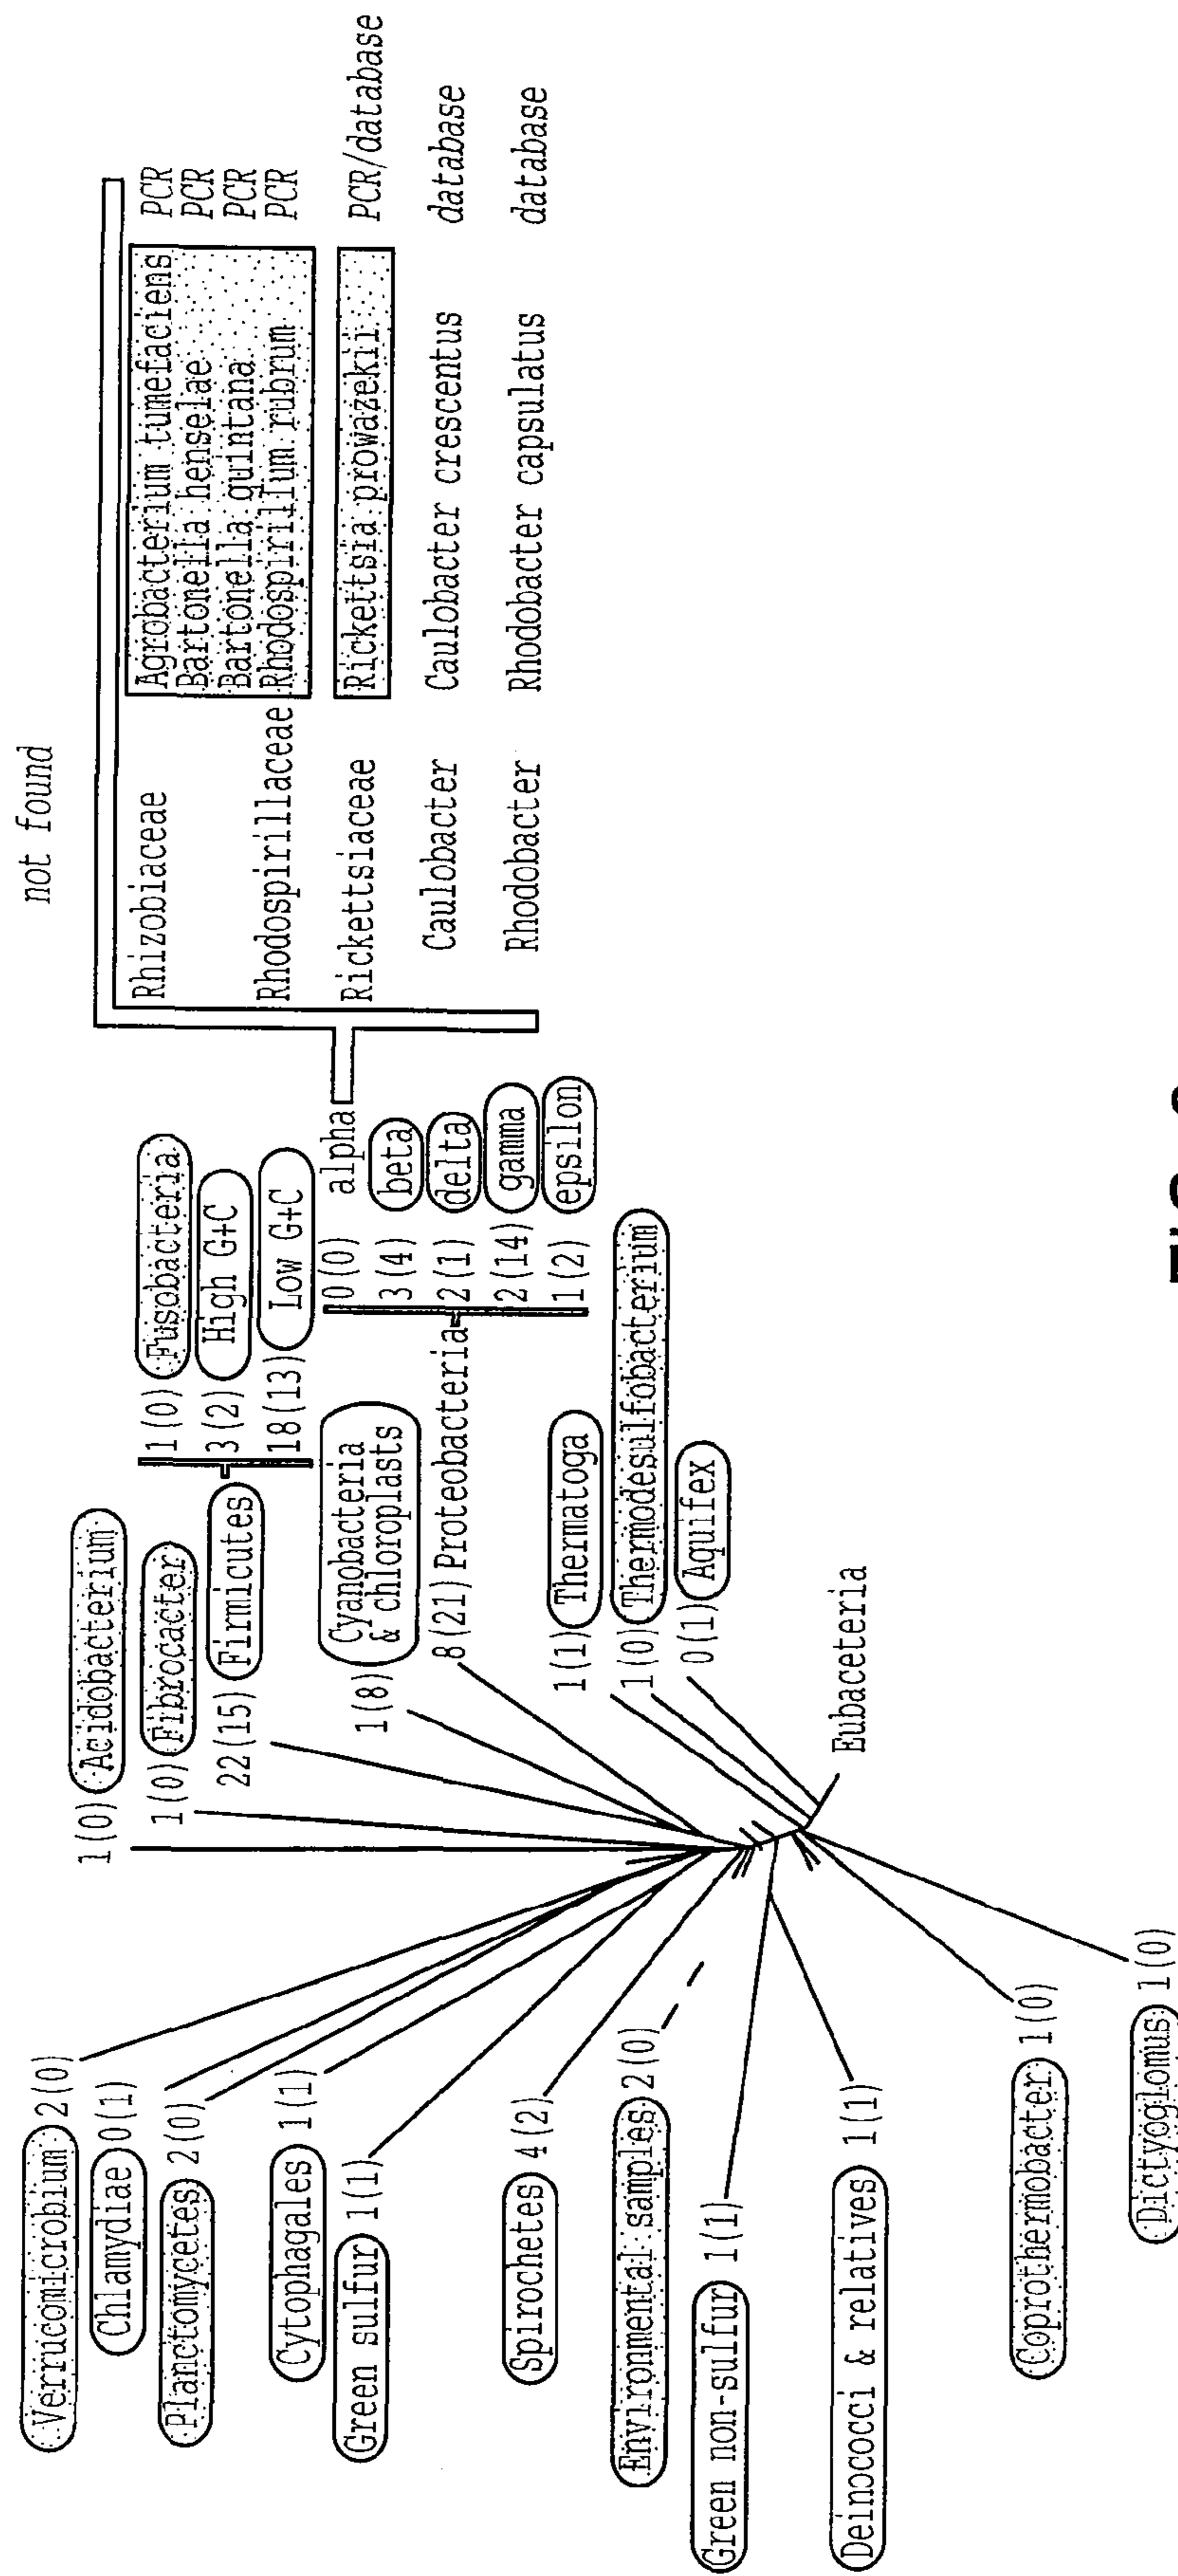 Verrucomicrobium 2(0)
Chlamydiae 0(1)
Planctomycetes 2(0)
Cytophagales 1(1)
Green sulfur 1(1)
Spirochetes 4(2)
Environmental samples 2(0)
Green non-sulfur 1(1)
Deinococci & relatives 1(1)
Coprothermobacter 1(0)
Dictyoglomus 1(0)
1(0) Acidobacterium
1(0) Fibrocacter
22(15) Firmicutes
1(0) Fusobacteria
3(2) High G+C
18(13) Low G+C
1(8) Cyanobacteria
& chloroplasts
8(21) Proteobacteria
0(0) alpha
3(4) beta
2(1) delta
2(14) gamma
1(2) epsilon
1(1) Thermatoga
1(0) Thermodesulfobacterium
0(1) Aquifex
Eubaceteria
not found
Rhizobiaceae Agrobacterium tumefaciens PCR
Bartonella henselae PCR
Bartonella quintana PCR
Rhodospirillaceae Rhodospirillum rubrum PCR
Rickettsiaceae Rickettsia prowazekii PCR/database
Caulobacter Caulobacter crescentus database
Rhodobacter Rhodobacter capsulatus database